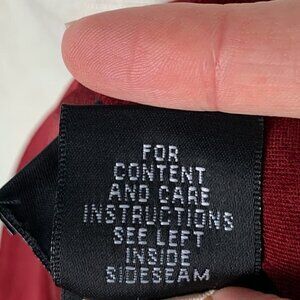 FOR
CONTENT
AND CARE
INSTRUCTIONS
SEE LEFT
INSIDE
SIDESEAM